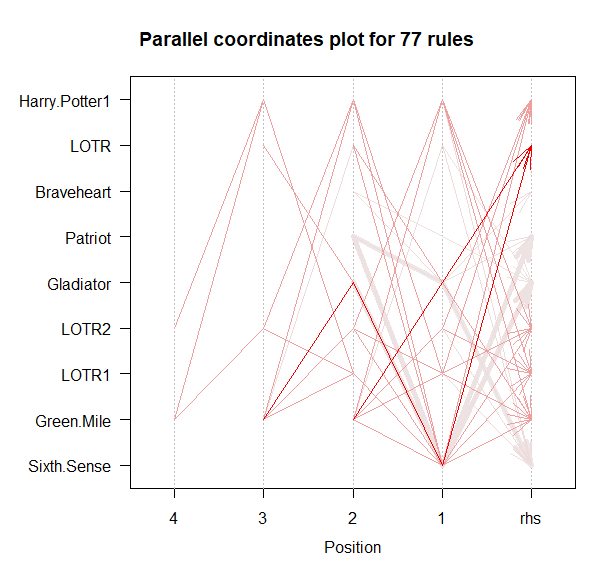 Parallel coordinates plot for 77 rules
Harry.Potter1
LOTR
Braveheart
Patriot
Gladiator
LOTR2
LOTR1
Green.Mile
Sixth.Sense
4 3 2 1 rhs
Position